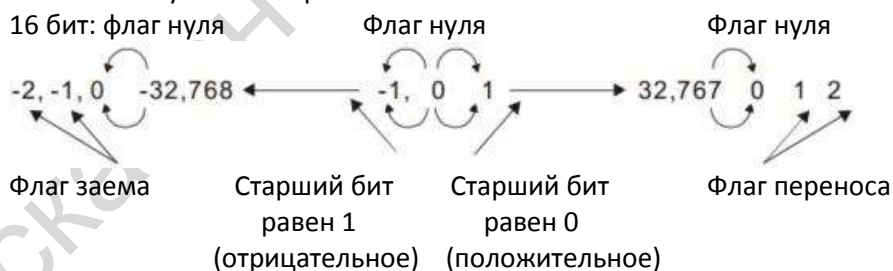 16 бит: флаг нуля Флаг нуля Флаг нуля
-2, -1, 0 -32,768 -1, 0 1 32,767 0 1 2
Флаг заема Старший бит Старший бит Флаг переноса
равен 1 равен 0
(отрицательное) (положительное)